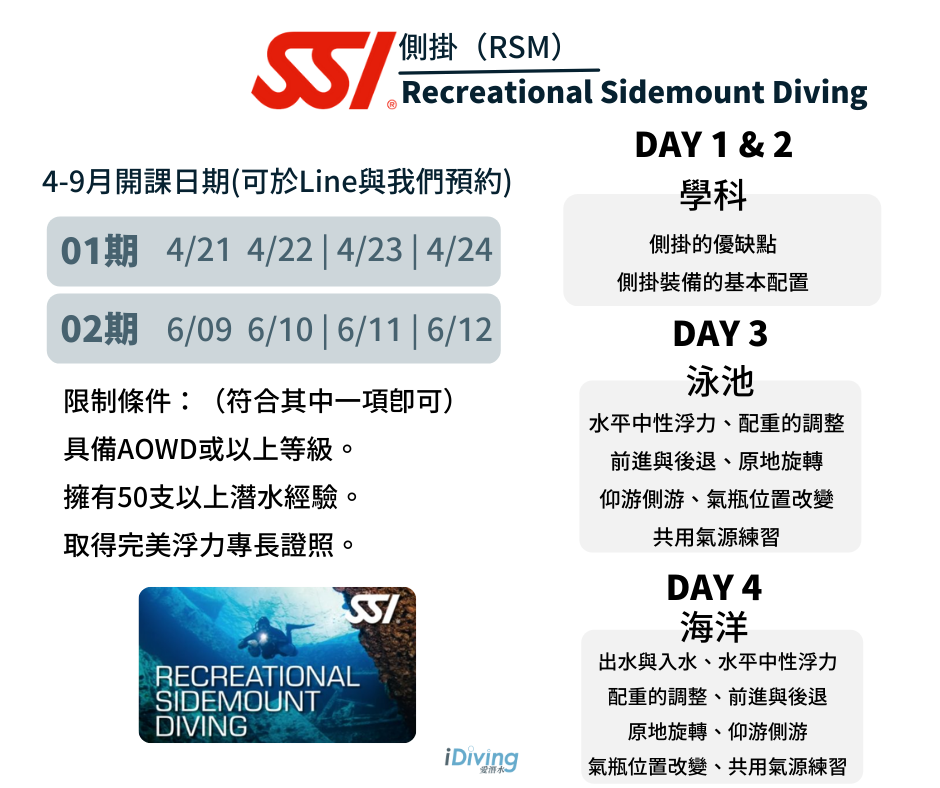 SSI® 側掛（RSM）
Recreational Sidemount Diving
4-9月開課日期(可於Line與我們預約)
01期 4/21 4/22 | 4/23 | 4/24
02期 6/09 6/10 | 6/11 | 6/12
限制條件：（符合其中一項即可）
具備AOWD或以上等級。
擁有50支以上潛水經驗。
取得完美浮力專長證照。
SSI
RECREATIONAL
SIDEMOUNT
DIVING
iDiving
愛潛水
DAY 1 & 2
學科
側掛的優缺點
側掛裝備的基本配置
DAY 3
泳池
水平中性浮力、配重的調整
前進與後退、原地旋轉
仰游側游、氣瓶位置改變
共用氣源練習
DAY 4
海洋
出水與入水、水平中性浮力
配重的調整、前進與後退
原地旋轉、仰游側游
氣瓶位置改變、共用氣源練習